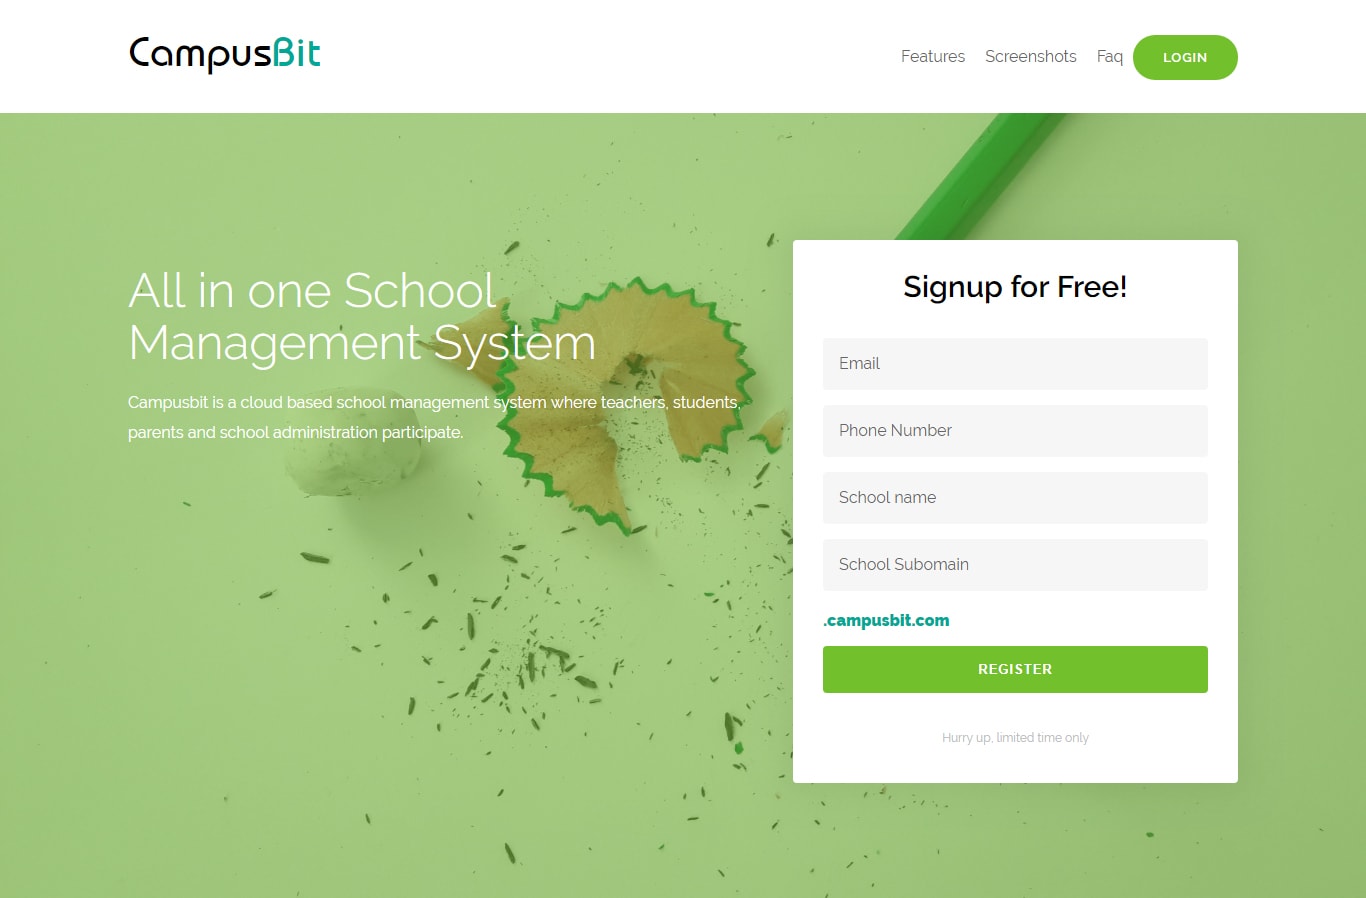 CampusBit
Features
Screenshots
Faq
LOGIN
All in one School
Management System
Campusbit is a cloud based school management system where teachers, students,
parents and school administration participate.
Signup for Free!
Email
Phone Number
School name
School Subomain
.campusbit.com
REGISTER
Hurry up, limited time only